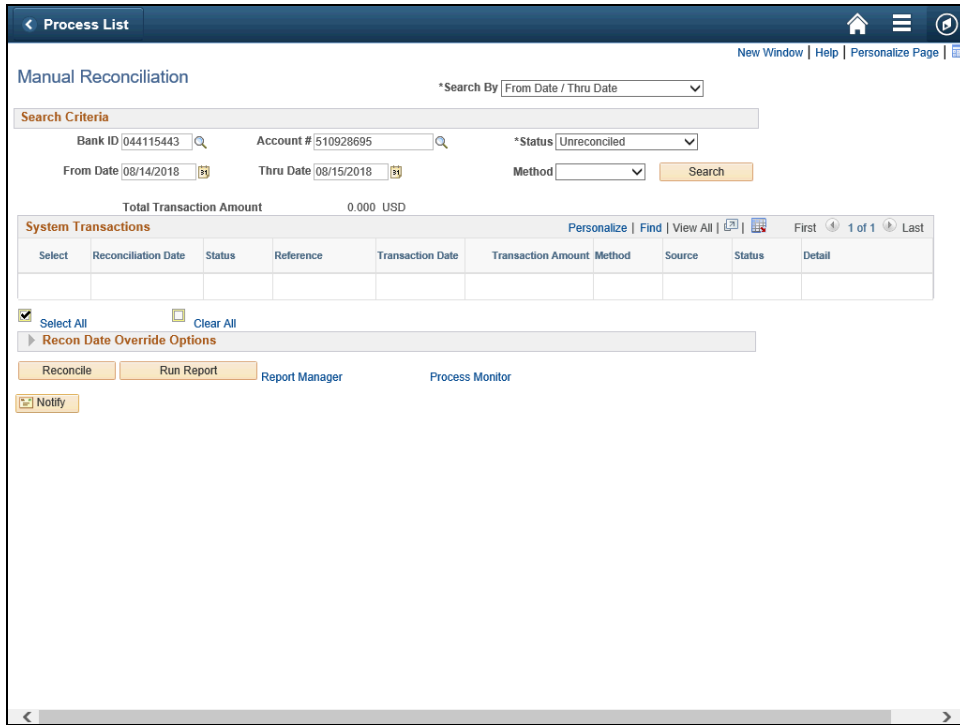 Process List
New Window | Help | Personalize Page |
Manual Reconciliation
*Search By From Date / Thru Date
Search Criteria
Bank ID 044115443 Account # 510928695 *Status Unreconciled
From Date 08/14/2018 31 Thru Date 08/15/2018 31 Method Search
Total Transaction Amount 0.000 USD
System Transactions Personalize | Find | View All | | First 1 of 1 Last
Select Reconciliation Date Status Reference Transaction Date Transaction Amount Method Source Status Detail
Select All Clear All
Recon Date Override Options
Reconcile Run Report Report Manager Process Monitor
Notify